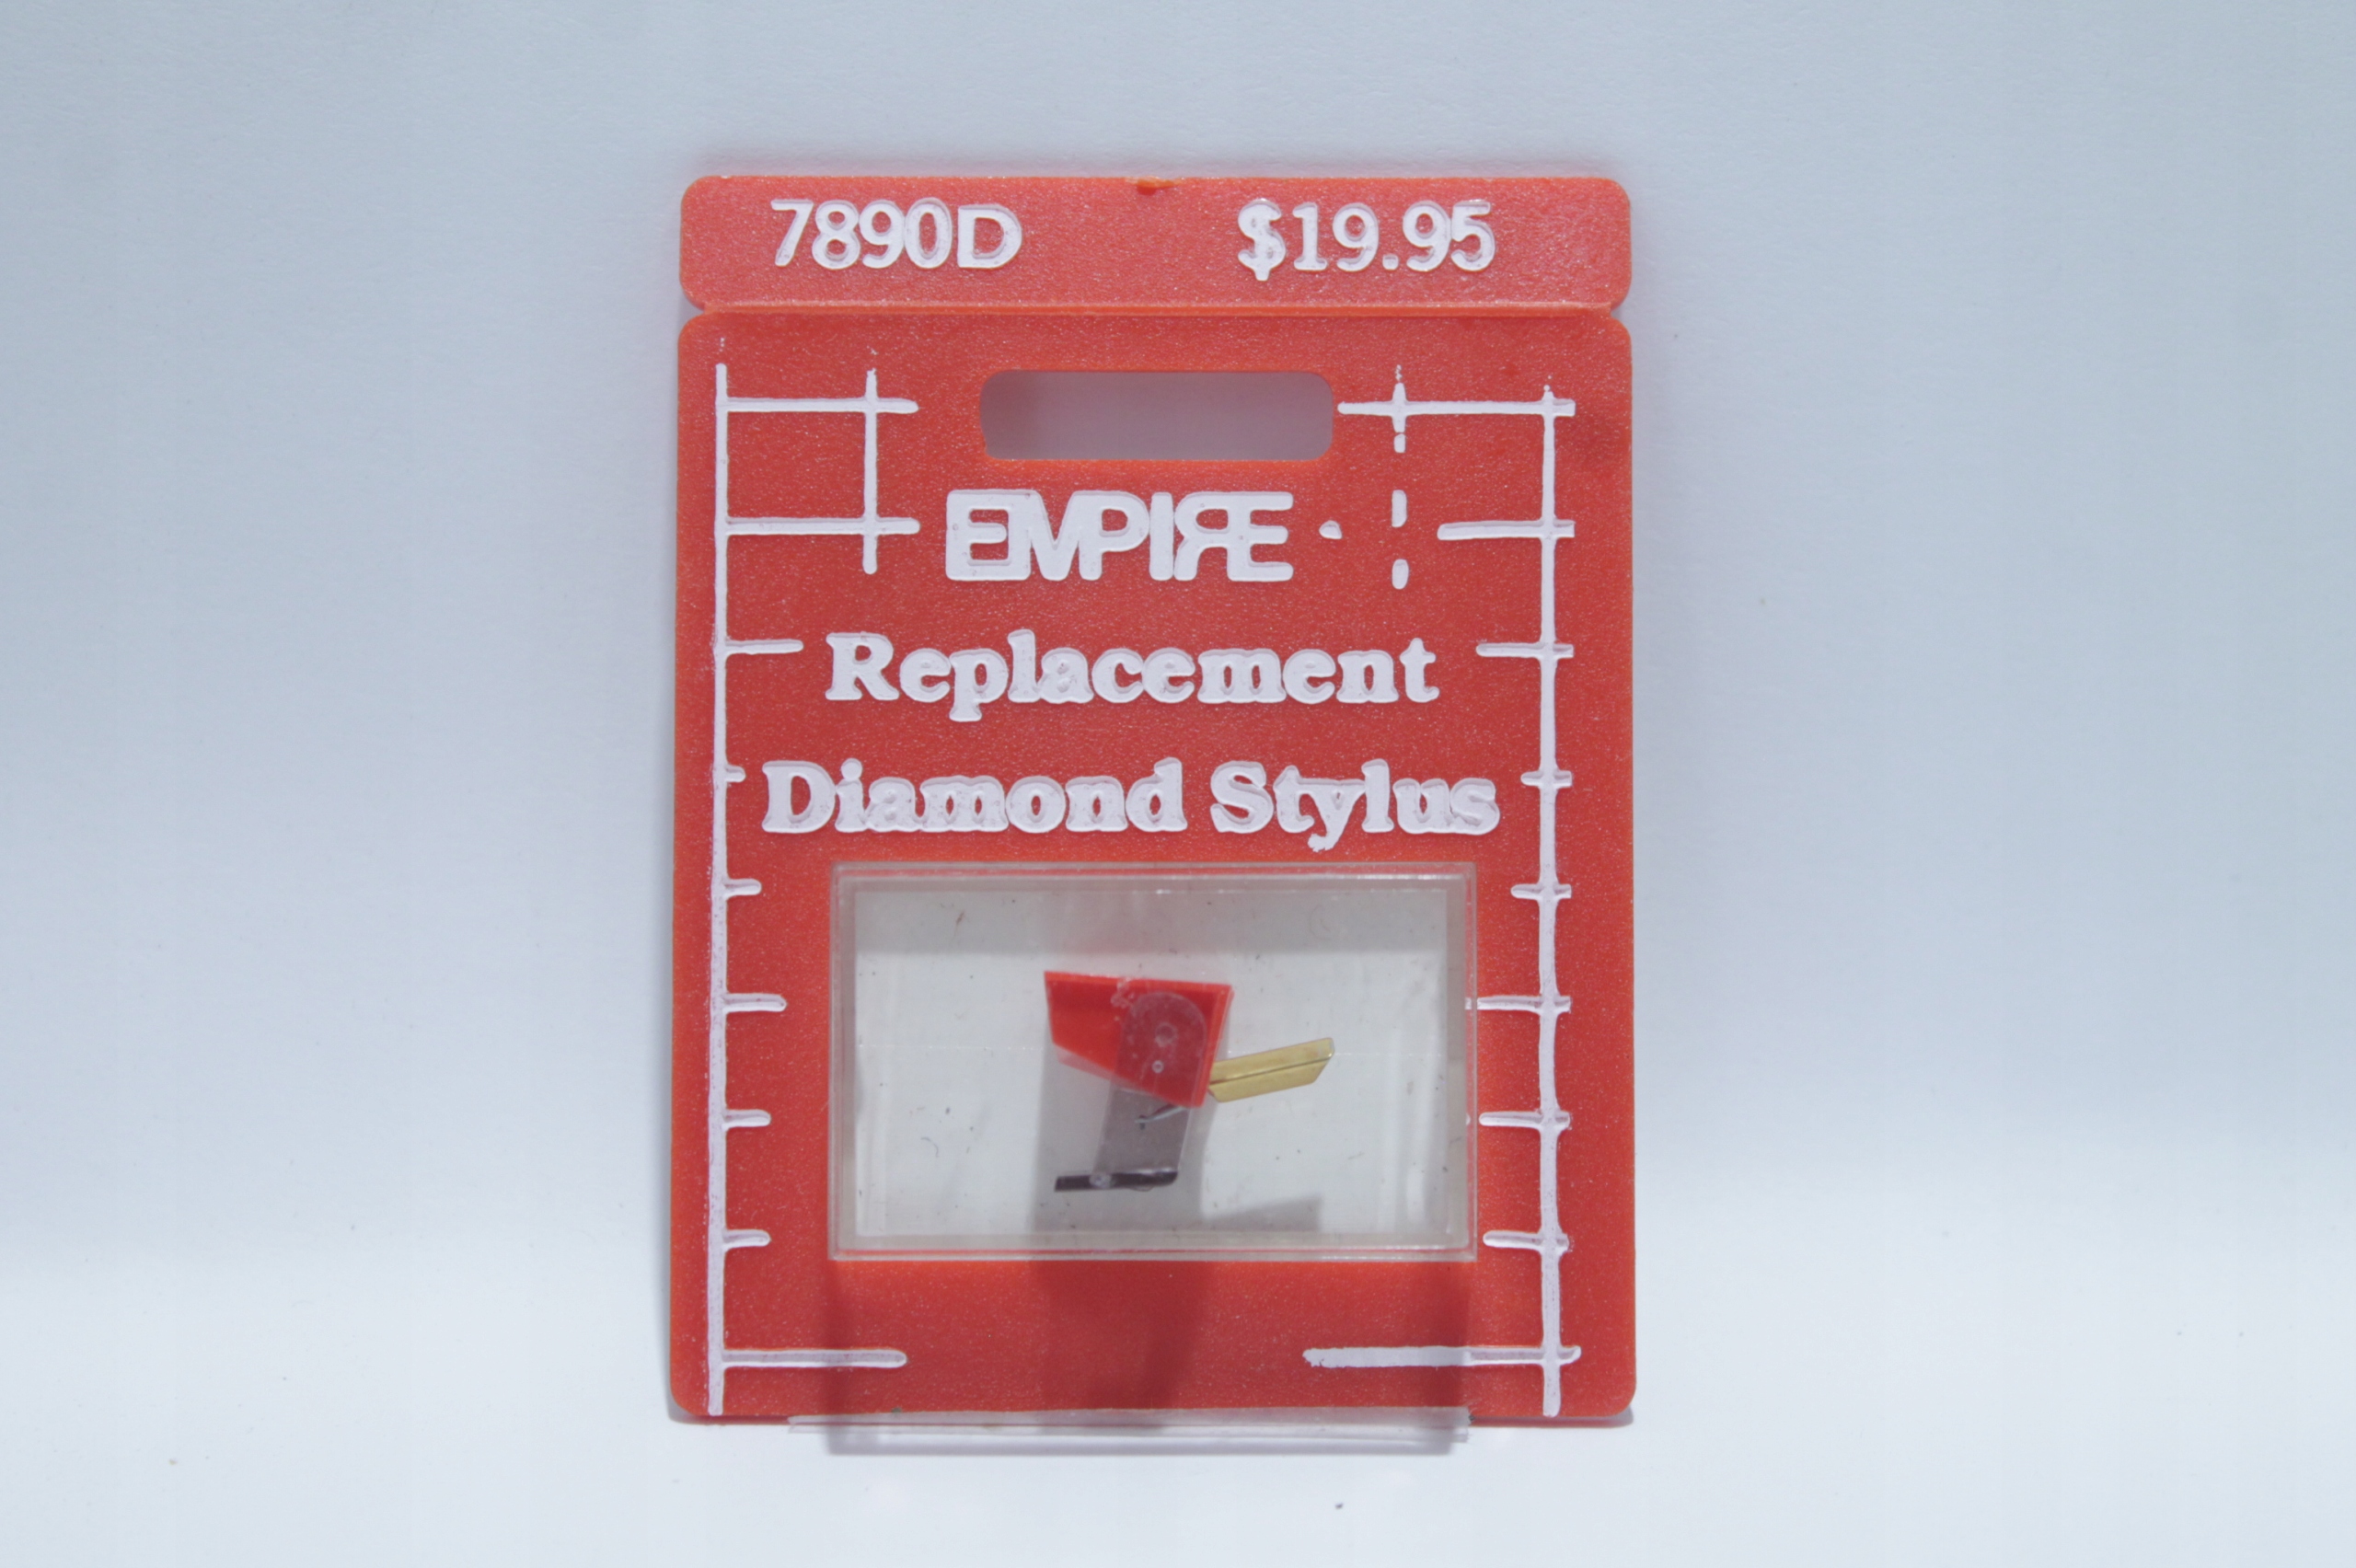 7890D $19.95
EMPIRE
Replacement
Diamond Stylus